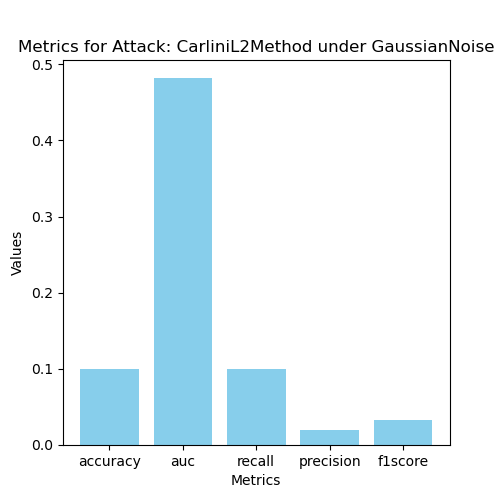 Metrics for Attack: CarliniL2Method under GaussianNoise
0.5
0.4
0.3
0.2
0.1
0.0
Values
accuracy auc recall precision f1score
Metrics